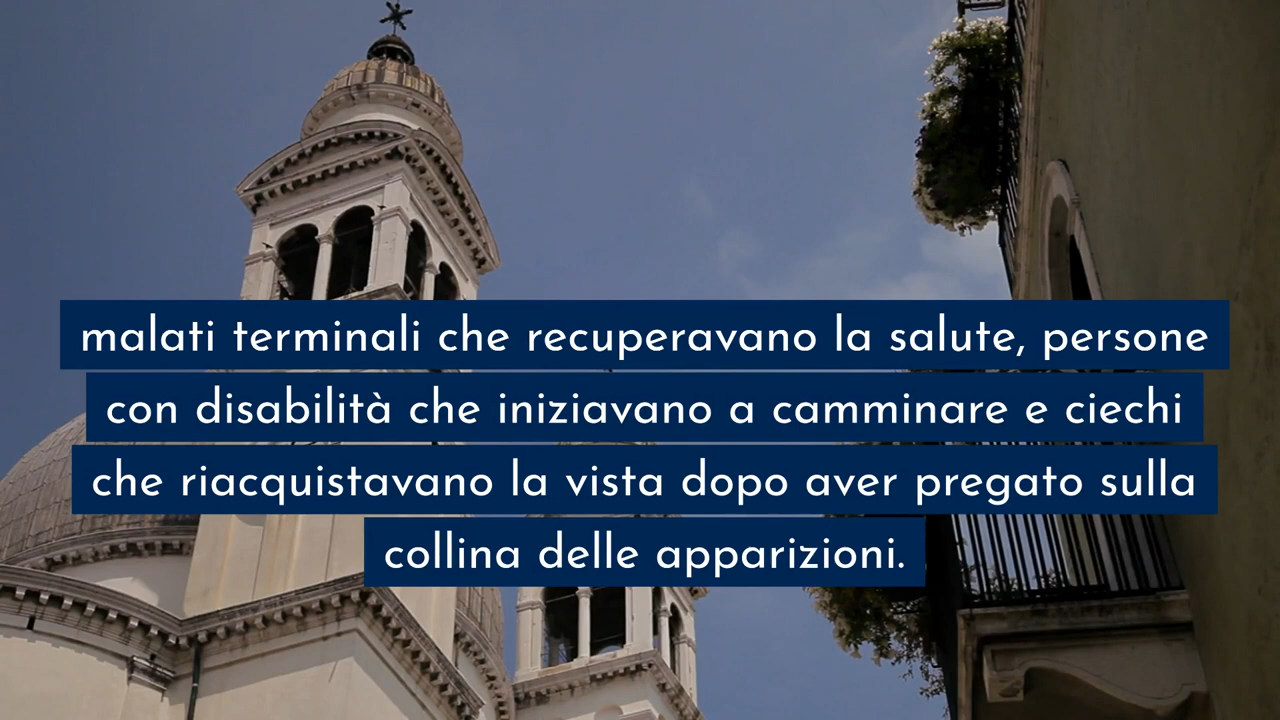 malati terminali che recuperavano la salute, persone
con disabilità che iniziavano a camminare e ciechi
che riacquistavano la vista dopo aver pregato sulla
collina delle apparizioni.